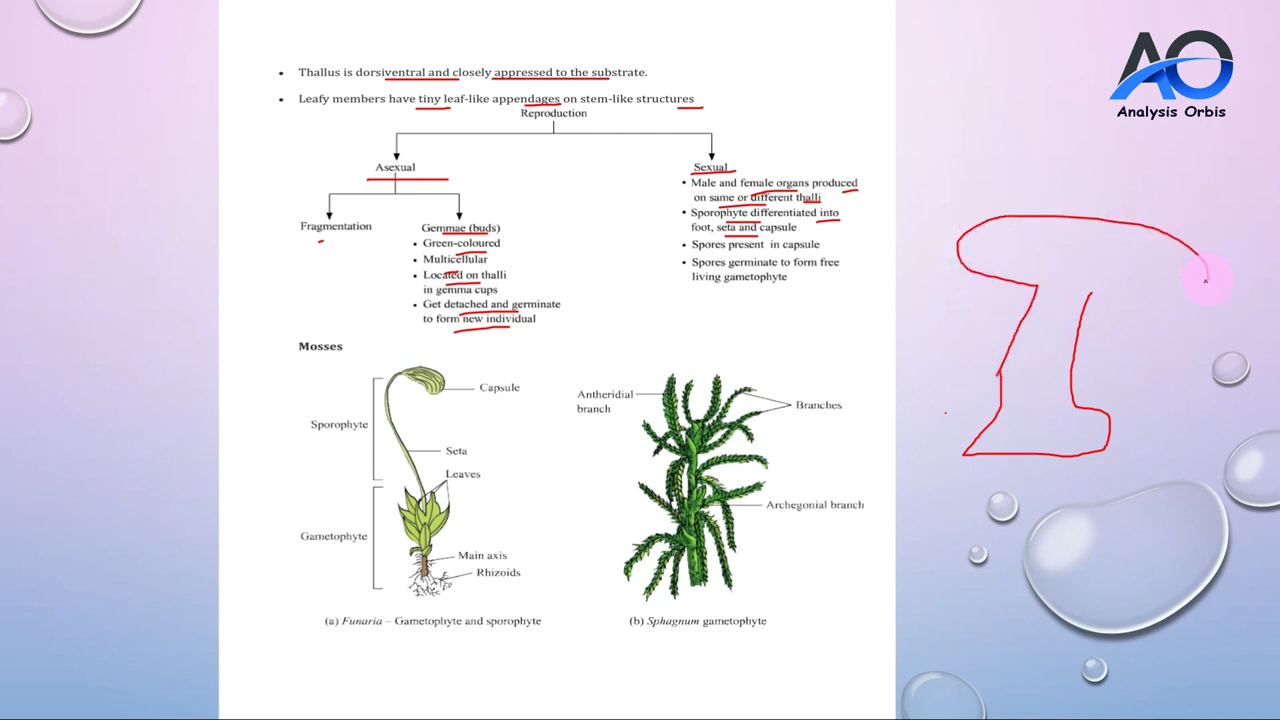 AO
Analysis Orbis
• Thallus is dorsiventral and closely appressed to the substrate.
• Leafy members have tiny leaf-like appendages on stem-like structures
Reproduction
Asexual
Fragmentation
Gemmae (buds)
• Green-coloured
• Multicellular
• Located on thalli
in gemma cups
• Get detached and germinate
to form new individual
Sexual
• Male and female organs produced
on same or different thalli
• Sporophyte differentiated into
foot, seta and capsule
• Spores present in capsule
• Spores germinate to form free
living gametophyte
Mosses
Capsule
Sporophyte
Seta
Leaves
Gametophyte
Main axis
Rhizoids
(a) Funaria – Gametophyte and sporophyte
Antheridial
branch
Branches
Archegonial branch
(b) Sphagnum gametophyte